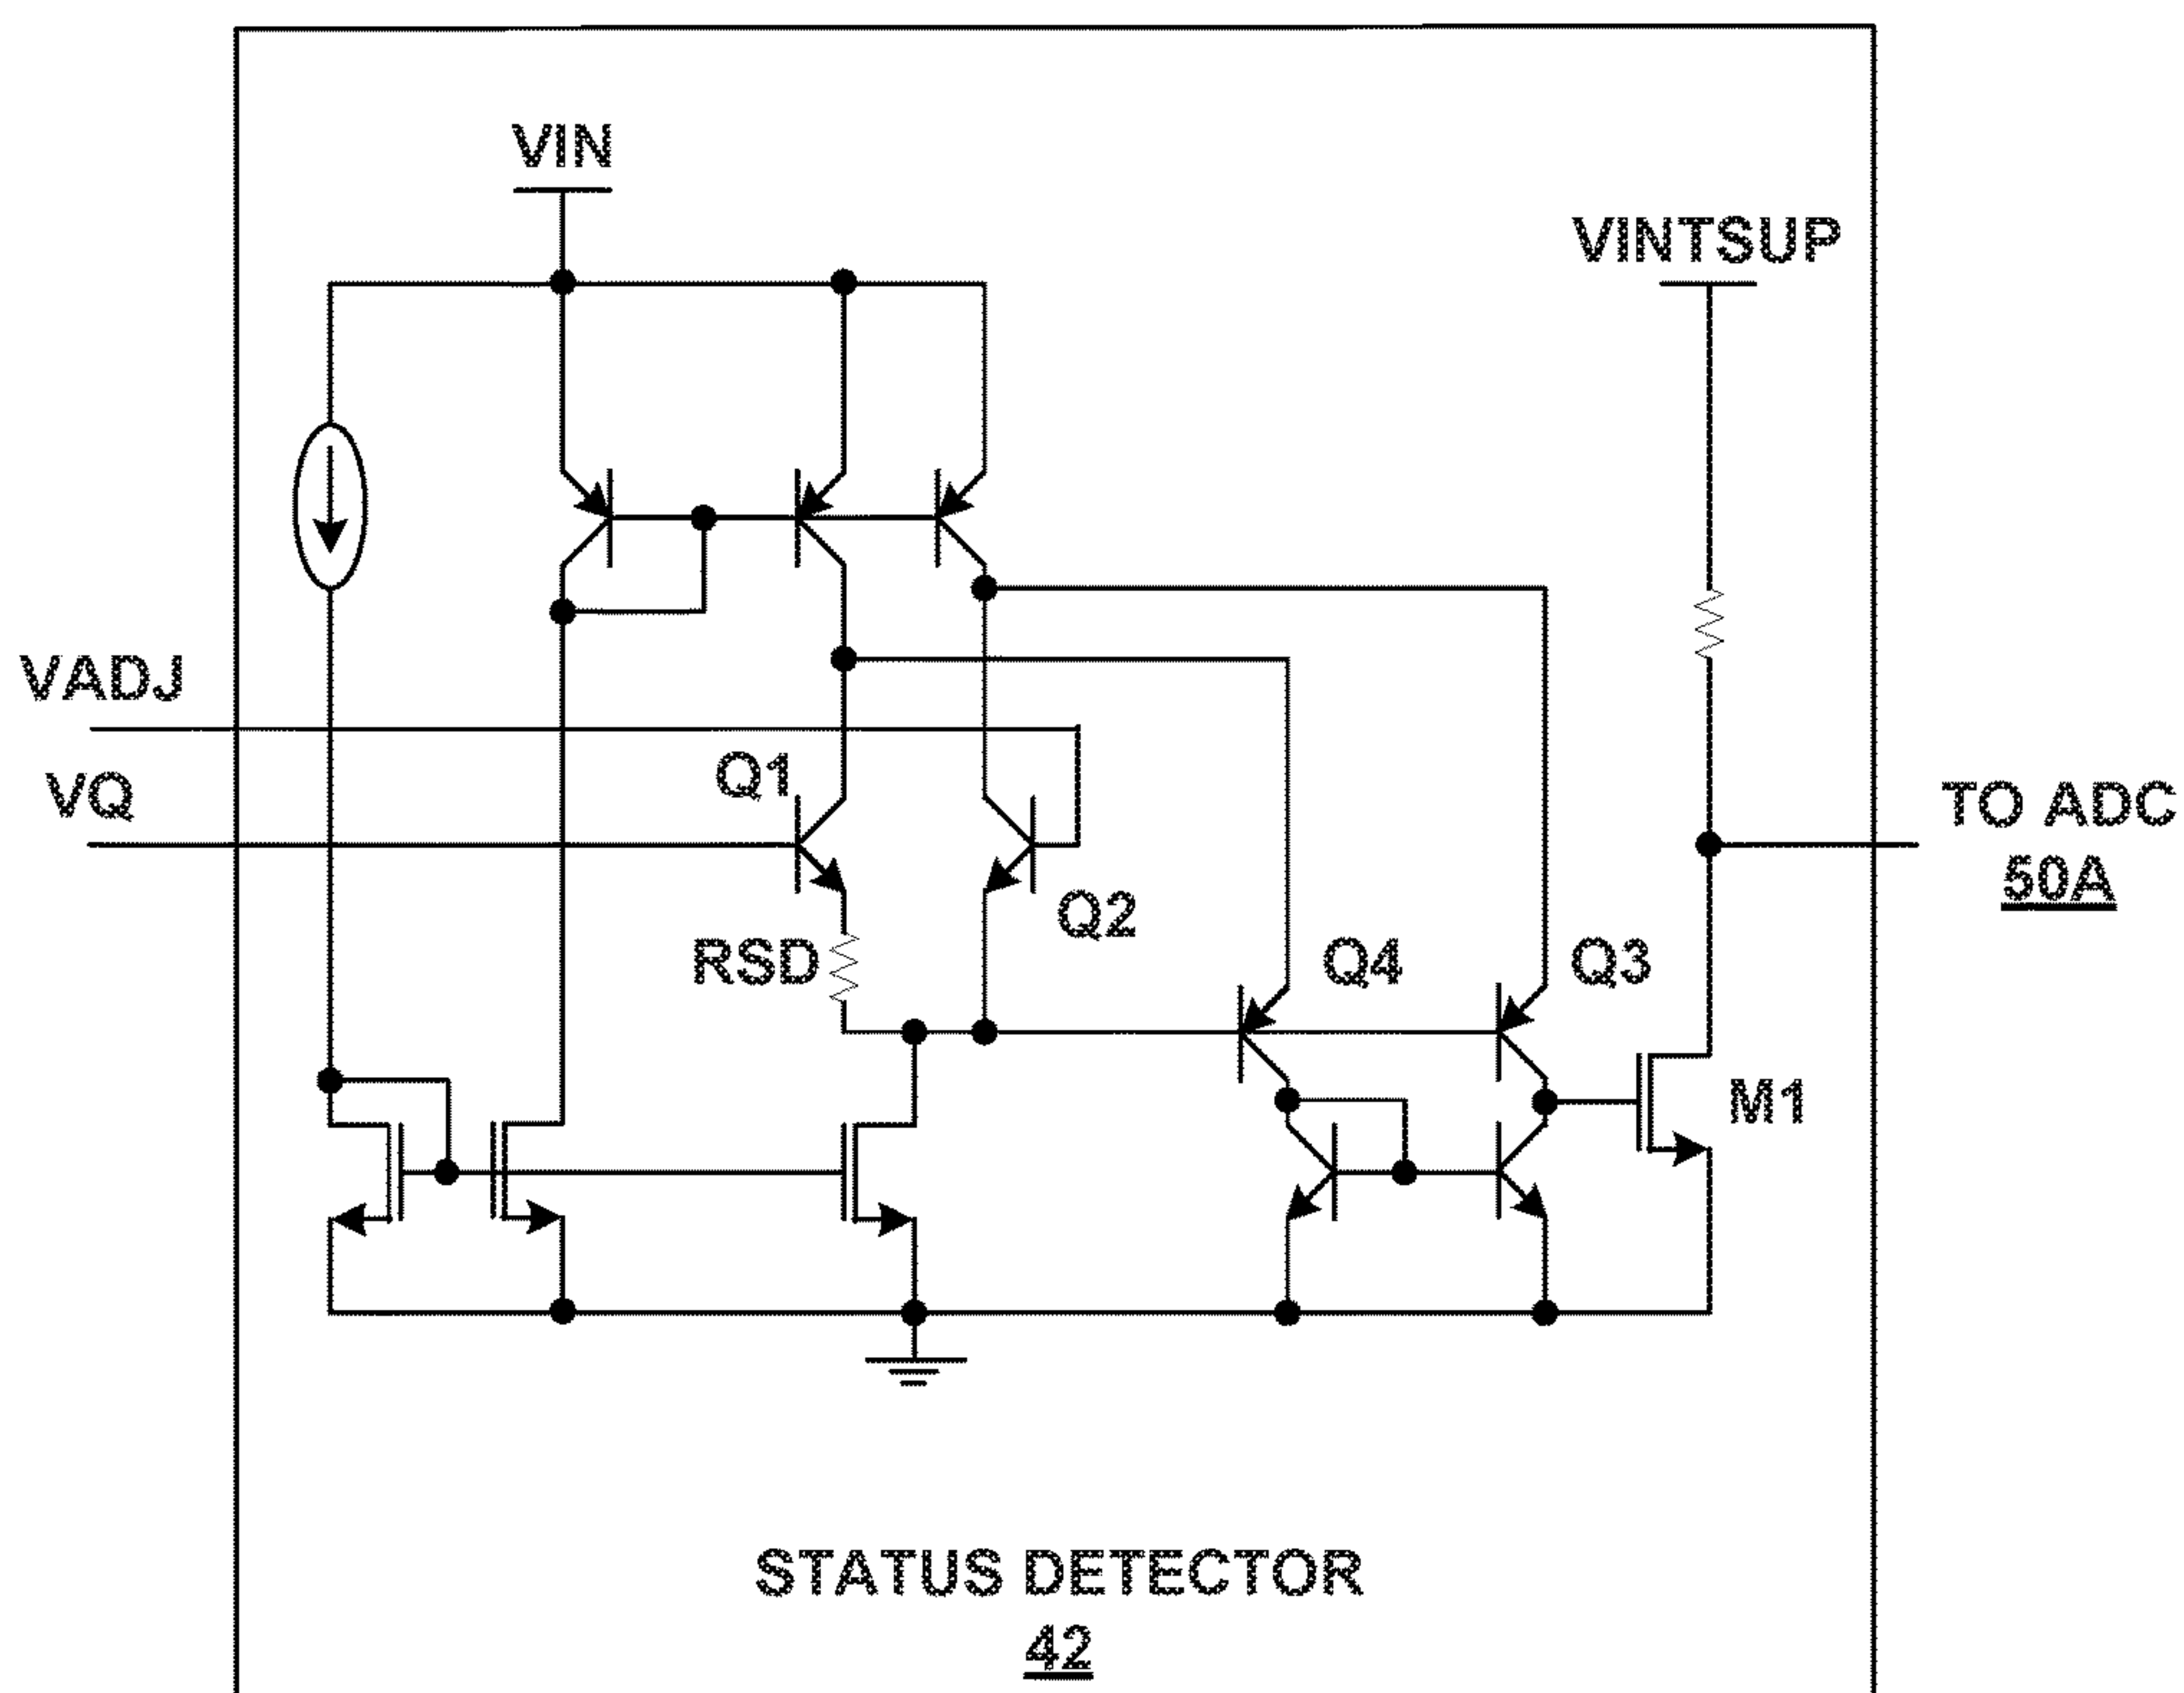 VIN
VINTSUP
VADJ
Q1
VQ
TO ADC
50A
Q2
RSD
Q4
Q3
M1
STATUS DETECTOR
42